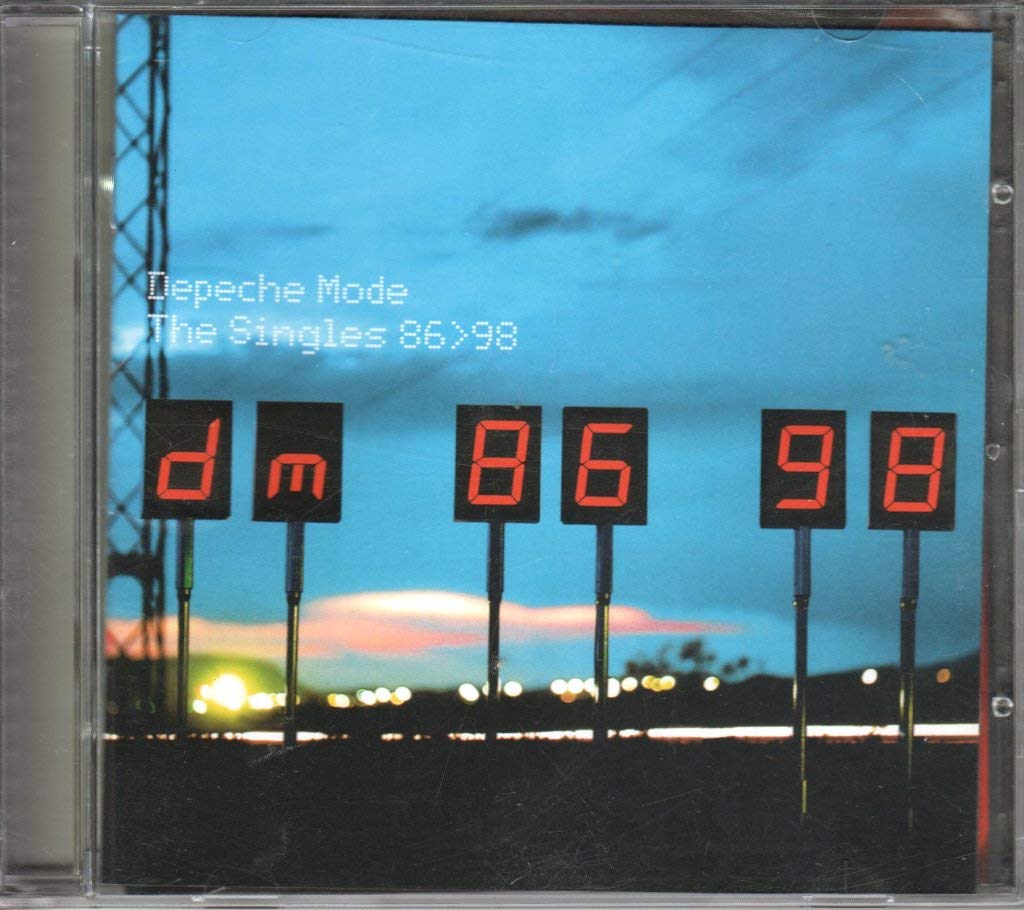 Depeche Mode
The Singles 86>98
dm 86 98